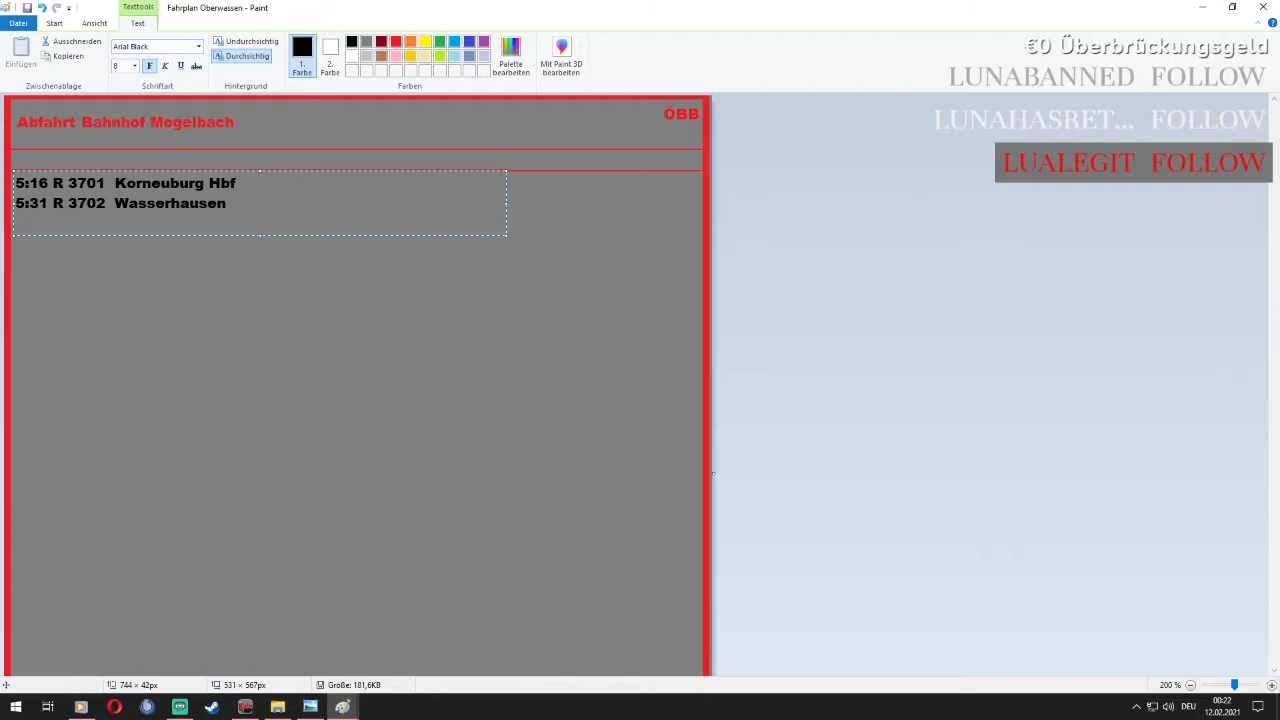 Texttools
Fahrplan Oberwassen - Paint
Datei Start Ansicht Text
€0 Überbrückungsgeld
Einfügen
Ausschneiden
Kopieren
Arial Black
8
F K U abc
Undurchsichtig
Durchsichtig
1. Farbe
2. Farbe
Palette bearbeiten
Mit Paint 3D bearbeiten
Zwischenablage Schriftart Hintergrund Farben
LUNABANNED FOLLOW
LUNAHASRET... FOLLOW
LUALEGIT FOLLOW
ÖBB
Abfahrt Bahnhof Mogelbach
5:16 R 3701 Korneuburg Hbf
5:31 R 3702 Wasserhausen
744 × 42px 531 × 567px Größe: 181,6KB 200 %
DEU 00:22
12.02.2021